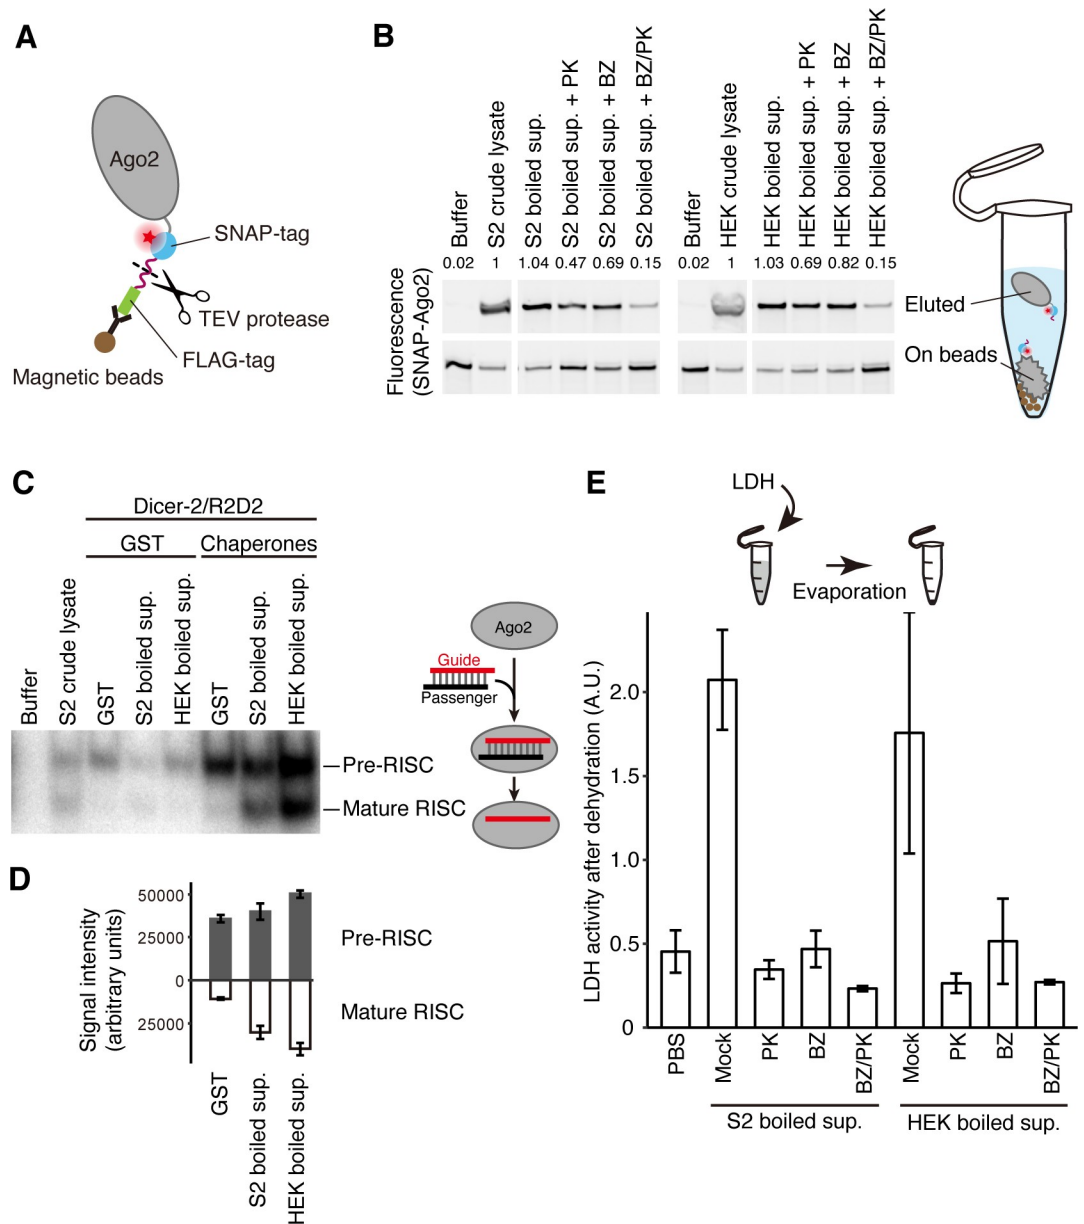 A
Ago2
SNAP-tag
TEV protease
FLAG-tag
Magnetic beads
B
Fluorescence
(SNAP-Ago2)
Buffer
S2 crude lysate
S2 boiled sup.
S2 boiled sup. + PK
S2 boiled sup. + BZ
S2 boiled sup. + BZ/PK
Buffer
HEK crude lysate
HEK boiled sup.
HEK boiled sup. + PK
HEK boiled sup. + BZ
HEK boiled sup. + BZ/PK
0.02 1 1.04 0.47 0.69 0.15 0.02 1 1.03 0.69 0.82 0.15
Eluted
On beads
C
Dicer-2/R2D2
GST Chaperones
Buffer
S2 crude lysate
GST
S2 boiled sup.
HEK boiled sup.
GST
S2 boiled sup.
HEK boiled sup.
Pre-RISC
Mature RISC
Ago2
Guide
Passenger
D
Signal intensity
(arbitrary units)
50000
25000
0
25000
Pre-RISC
Mature RISC
GST
S2 boiled sup.
HEK boiled sup.
E
LDH
Evaporation
LDH activity after dehydration (A.U.)
2.0
1.5
1.0
0.5
0
PBS
Mock
PK
BZ
BZ/PK
Mock
PK
BZ
BZ/PK
S2 boiled sup.
HEK boiled sup.